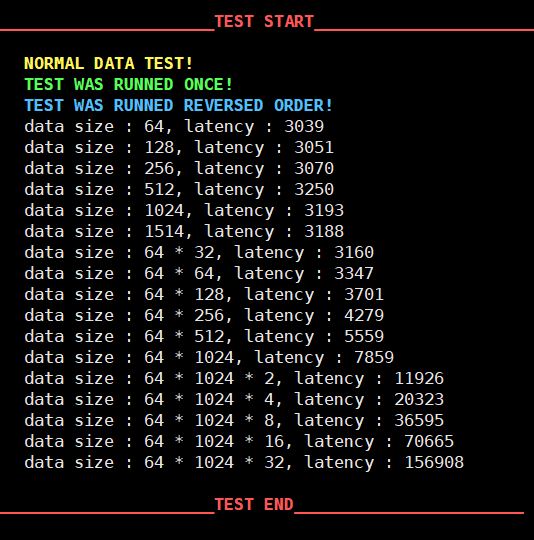 TEST START
NORMAL DATA TEST!
TEST WAS RUNNED ONCE!
TEST WAS RUNNED REVERSED ORDER!
data size : 64, latency : 3039
data size : 128, latency : 3051
data size : 256, latency : 3070
data size : 512, latency : 3250
data size : 1024, latency : 3193
data size : 1514, latency : 3188
data size : 64 * 32, latency : 3160
data size : 64 * 64, latency : 3347
data size : 64 * 128, latency : 3701
data size : 64 * 256, latency : 4279
data size : 64 * 512, latency : 5559
data size : 64 * 1024, latency : 7859
data size : 64 * 1024 * 2, latency : 11926
data size : 64 * 1024 * 4, latency : 20323
data size : 64 * 1024 * 8, latency : 36595
data size : 64 * 1024 * 16, latency : 70665
data size : 64 * 1024 * 32, latency : 156908
TEST END